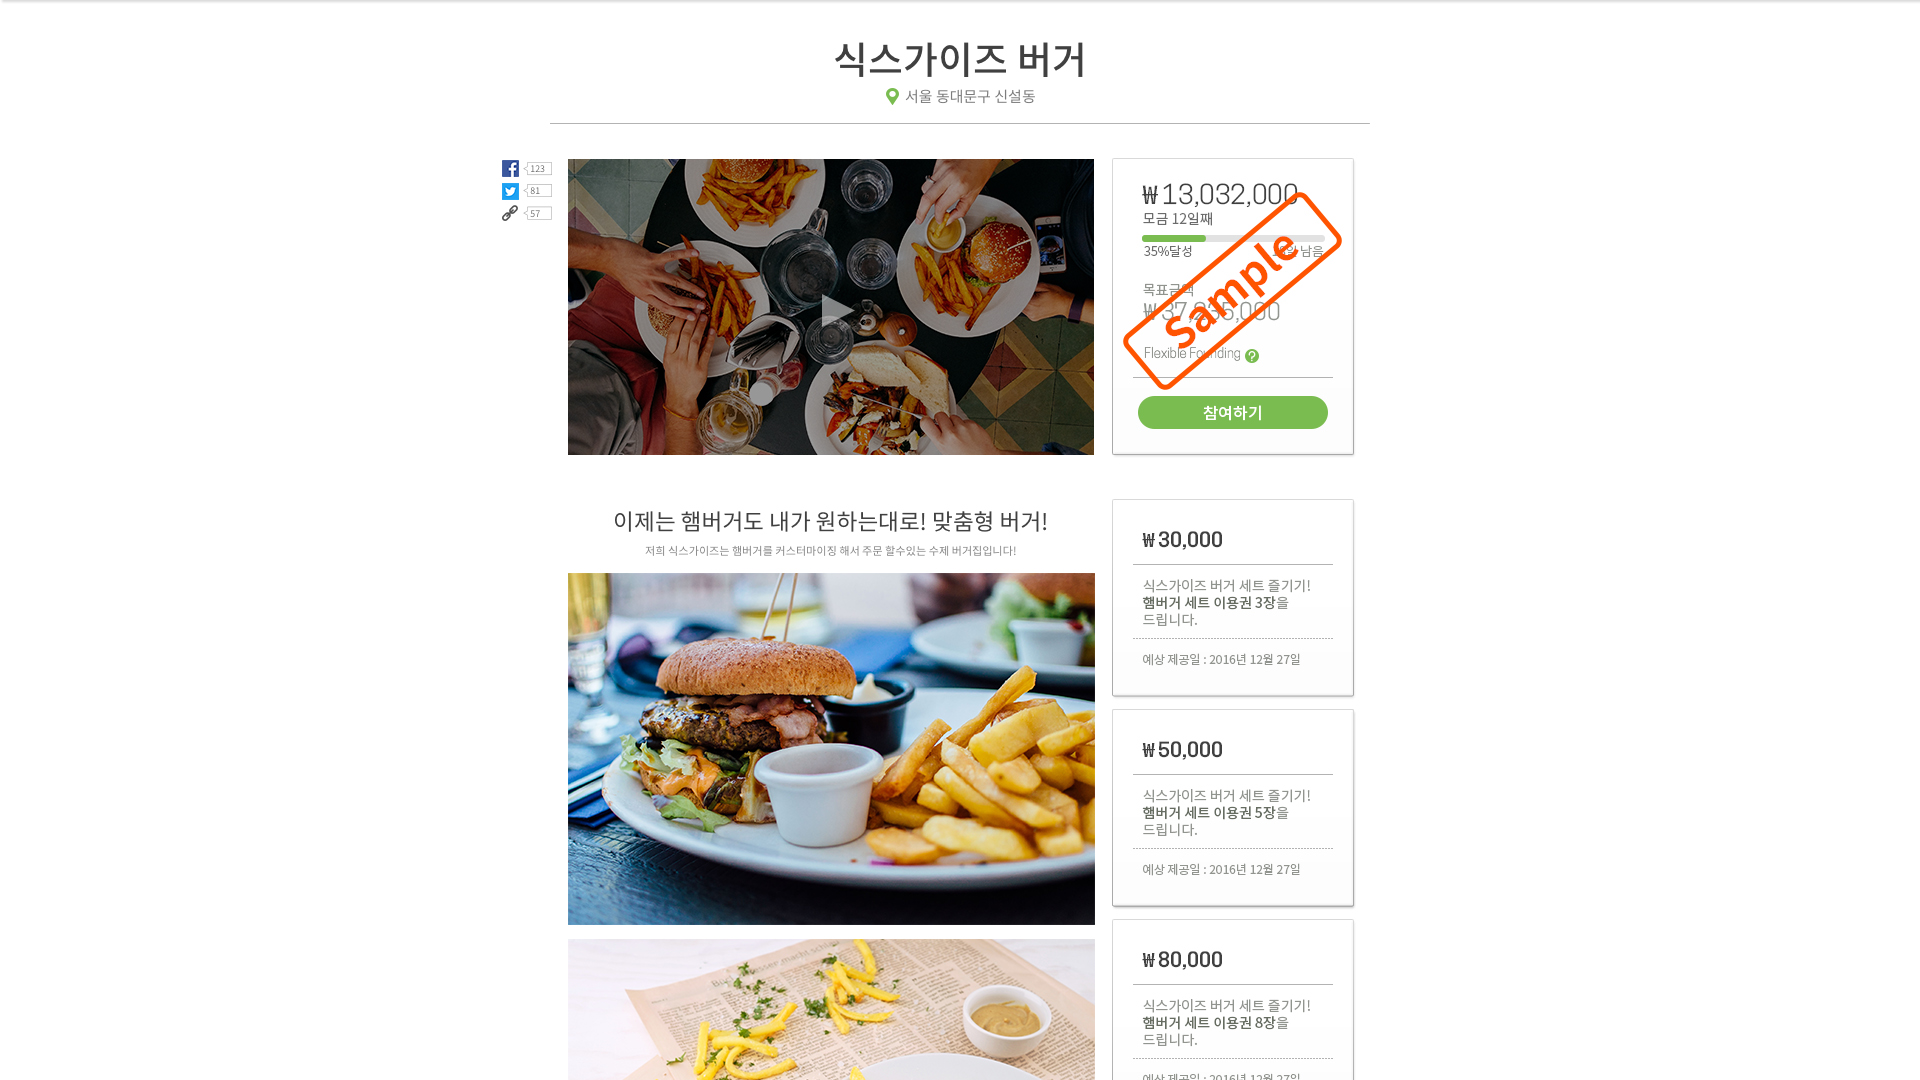 식스가이즈 버거
서울 동대문구 신설동
123
81
57
₩13,032,000
모금 12일째
35%달성
남음
목표금액
Flexible Founding ?
Sample
참여하기
이제는 햄버거도 내가 원하는대로! 맞춤형 버거!
저희 식스가이즈는 햄버거를 커스터마이징 해서 주문 할수있는 수제 버거집입니다!
₩30,000
식스가이즈 버거 세트 즐기기!
햄버거 세트 이용권 3장을
드립니다.
예상 제공일 : 2016년 12월 27일
₩50,000
식스가이즈 버거 세트 즐기기!
햄버거 세트 이용권 5장을
드립니다.
예상 제공일 : 2016년 12월 27일
₩80,000
식스가이즈 버거 세트 즐기기!
햄버거 세트 이용권 8장을
드립니다.
예상 제공일 : 2016년 12월 27일